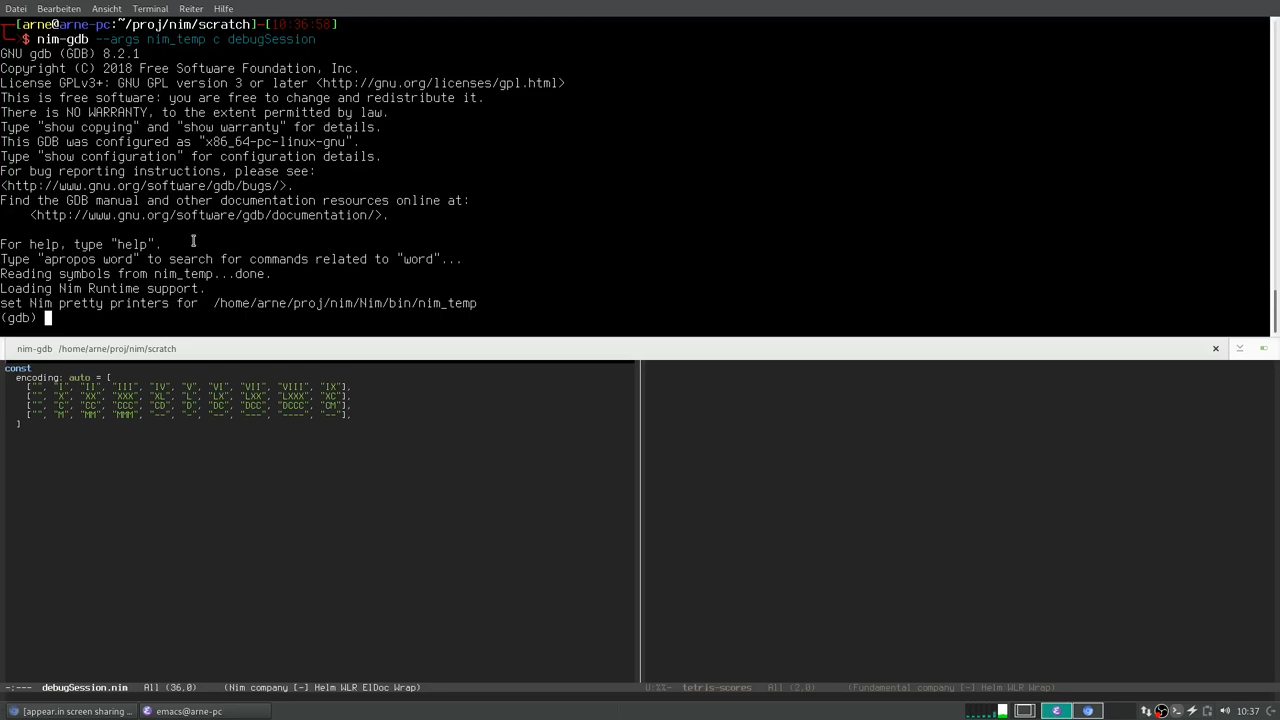 Datei Bearbeiten Ansicht Terminal Reiter Hilfe
[arne@arne-pc:~/proj/nim/scratch]-[10:36:58]
$ nim-gdb --args nim_temp c debugSession
GNU gdb (GDB) 8.2.1
Copyright (C) 2018 Free Software Foundation, Inc.
License GPLv3+: GNU GPL version 3 or later <http://gnu.org/licenses/gpl.html>
This is free software: you are free to change and redistribute it.
There is NO WARRANTY, to the extent permitted by law.
Type "show copying" and "show warranty" for details.
This GDB was configured as "x86_64-pc-linux-gnu".
Type "show configuration" for configuration details.
For bug reporting instructions, please see:
<http://www.gnu.org/software/gdb/bugs/>.
Find the GDB manual and other documentation resources online at:
<http://www.gnu.org/software/gdb/documentation/>.
For help, type "help".
Type "apropos word" to search for commands related to "word"...
Reading symbols from nim_temp...done.
Loading Nim Runtime support.
set Nim pretty printers for /home/arne/proj/nim/Nim/bin/nim_temp
(gdb)
nim-gdb /home/arne/proj/nim/scratch
const
encoding: auto = [
["", "I", "II", "III", "IV", "V", "VI", "VII", "VIII", "IX"],
["", "X", "XX", "XXX", "XL", "L", "LX", "LXX", "LXXX", "XC"],
["", "C", "CC", "CCC", "CD", "D", "DC", "DCC", "DCCC", "CM"],
["", "M", "MM", "MMM", "--", "-", "--", "---", "----", "--"],
]
-:--- debugSession.nim All (36,0) (Nim company [-] Helm WLR ElDoc Wrap)
U:%%- tetris-scores All (2,0) (Fundamental company [-] Helm WLR Wrap)
[appear.in screen sharing ...
emacs@arne-pc
10:37